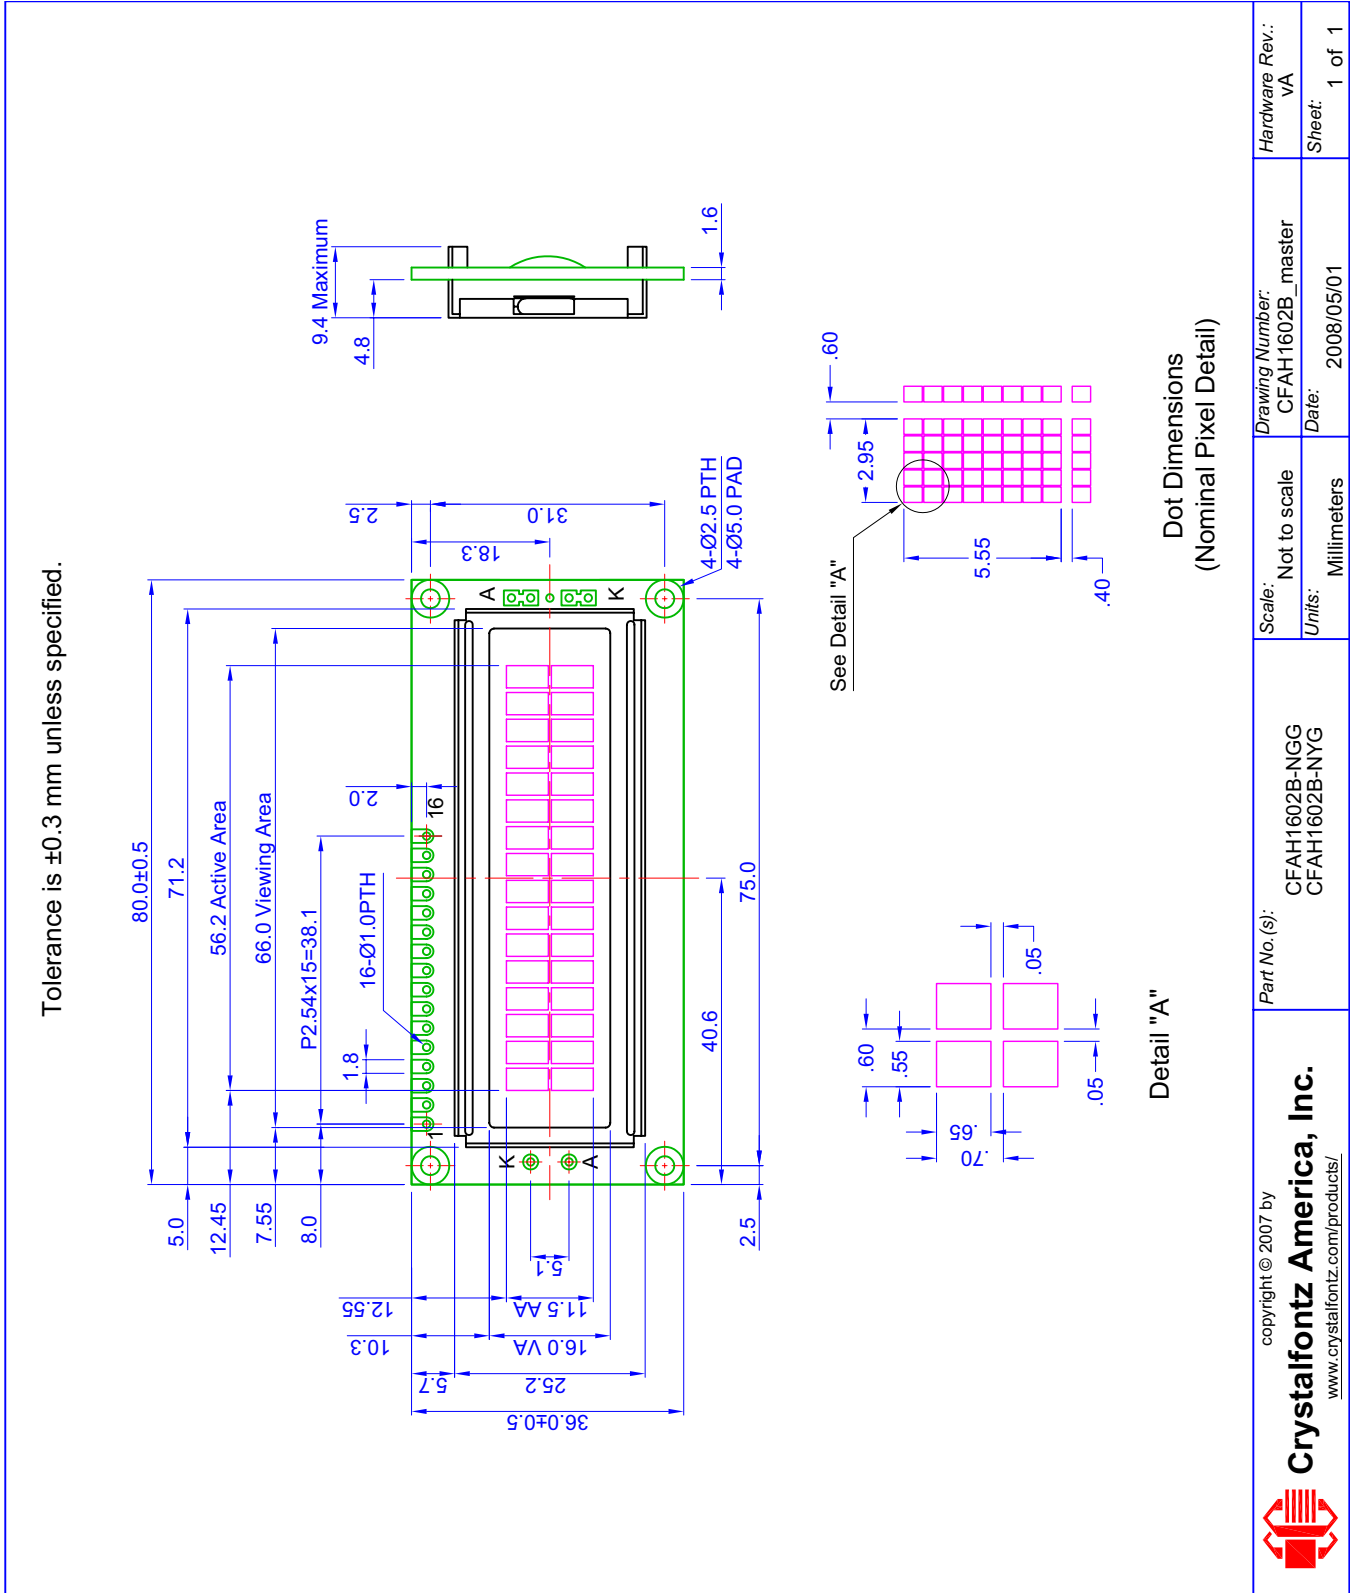 Tolerance is ±0.3 mm unless specified.
80.0±0.5
71.2
56.2 Active Area
66.0 Viewing Area
P2.54x15=38.1
16-Ø1.0PTH
1.8
2.0
1
16
5.0
12.45
7.55
8.0
12.55
10.3
5.7
5.1
11.5 AA
16.0 VA
25.2
36.0±0.5
K
A
A
K
2.5
18.3
31.0
4-Ø2.5 PTH
4-Ø5.0 PAD
40.6
75.0
2.5
9.4 Maximum
4.8
1.6
See Detail "A"
.60
2.95
5.55
.40
Dot Dimensions
(Nominal Pixel Detail)
.60
.55
.05
.05
.65
.70
Detail "A"
copyright © 2007 by
Crystalfontz America, Inc.
www.crystalfontz.com/products/
Part No.(s):
CFAH1602B-NGG
CFAH1602B-NYG
Scale:
Not to scale
Units:
Millimeters
Drawing Number:
CFAH1602B_master
Date:
2008/05/01
Hardware Rev.:
vA
Sheet:
1 of 1